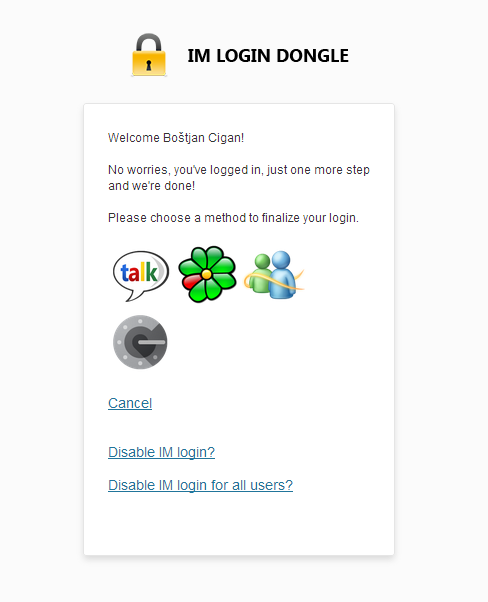 IM LOGIN DONGLE
Welcome Boštjan Cigan!
No worries, you've logged in, just one more step
and we're done!
Please choose a method to finalize your login.
talk
Cancel
Disable IM login?
Disable IM login for all users?